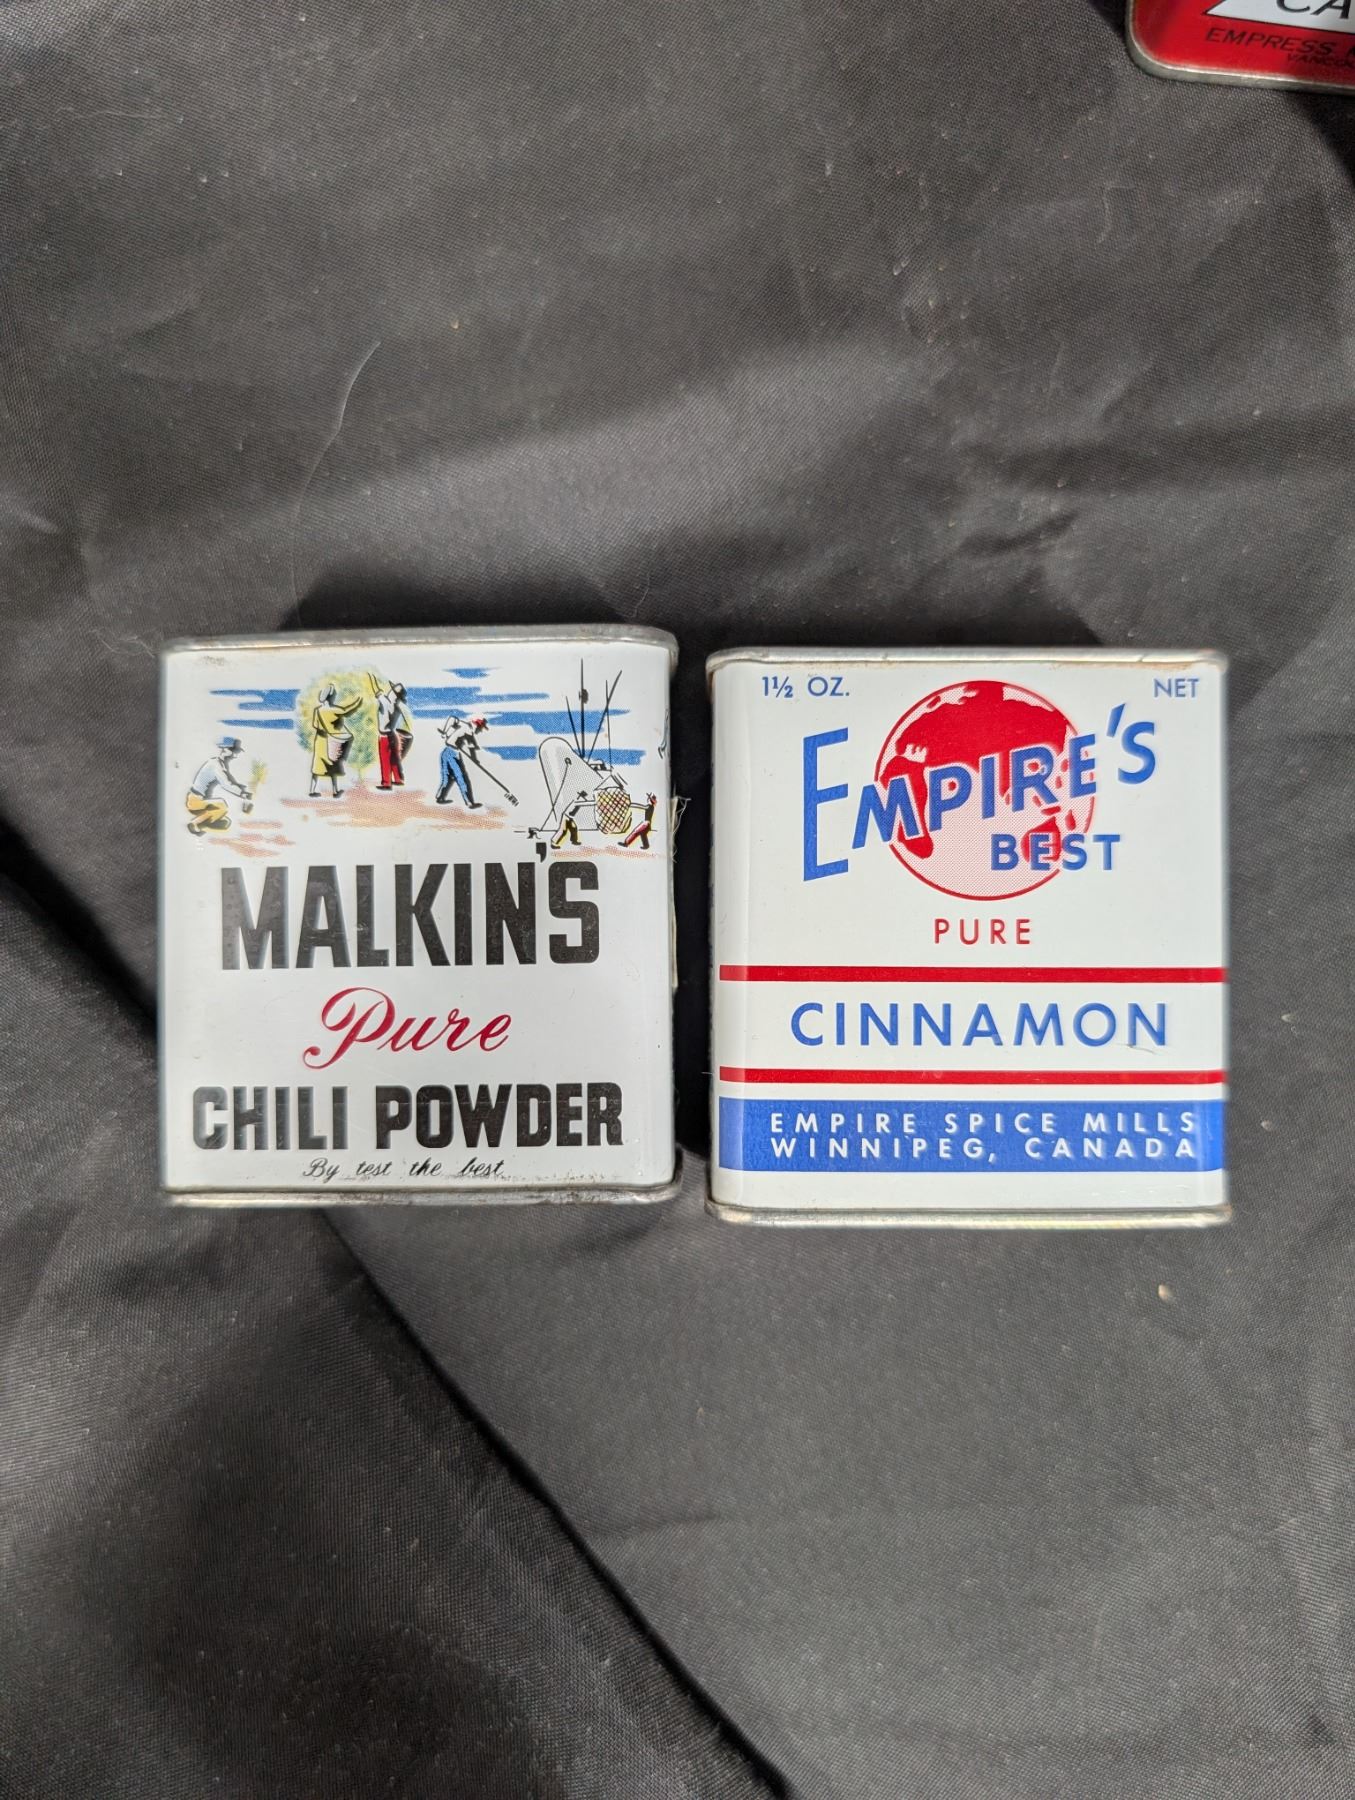 CA
EMPRESS
MALKIN'S
Pure
CHILI POWDER
By test the best
1½ OZ. NET
EMPIRE'S
BEST
PURE
CINNAMON
EMPIRE SPICE MILLS
WINNIPEG, CANADA